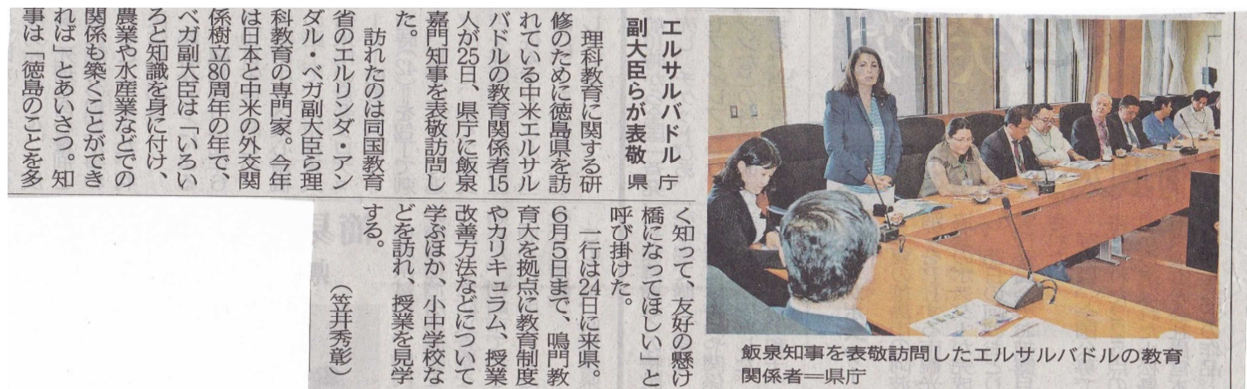 エルサルバドル
副大臣らが表敬
県庁
理科教育に関する研
修のために徳島県を訪
れている中米エルサル
バドルの教育関係者15
人が25日、県庁に飯泉
嘉門知事を表敬訪問し
た。
訪れたのは同国教育
省のエルリンダ・アン
ダル・ベガ副大臣ら理
科教育の専門家。今年
は日本と中米の外交関
係樹立80周年の年で、
ベガ副大臣は「いろい
ろと知識を身に付け、
農業や水産業などでの
関係も築くことができ
れば」とあいさつ。知
事は「徳島のことを多
く知って、友好の懸け
橋になってほしい」と
呼び掛けた。
一行は24日に来県。
6月5日まで、鳴門教
育大を拠点に教育制度
やカリキュラム、授業
改善方法などについて
学ぶほか、小中学校な
どを訪れ、授業を見学
する。
（笠井秀彰）
飯泉知事を表敬訪問したエルサルバドルの教育
関係者＝県庁